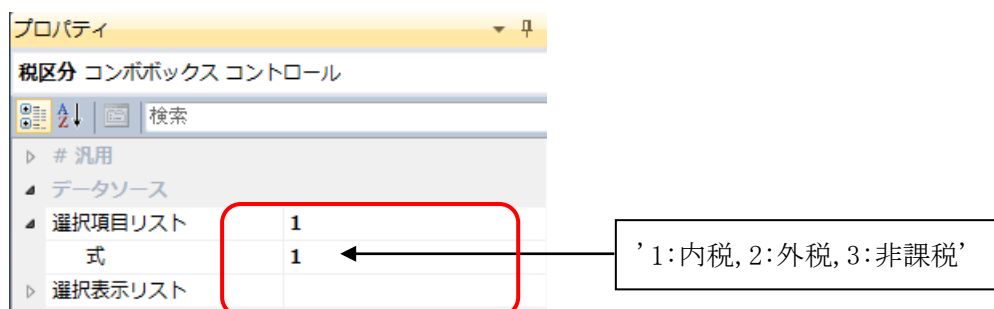 プロパティ
税区分 コンボボックス コントロール
検索
# 汎用
データソース
選択項目リスト 1
式 1
’1:内税,2:外税,3:非課税’
選択表示リスト